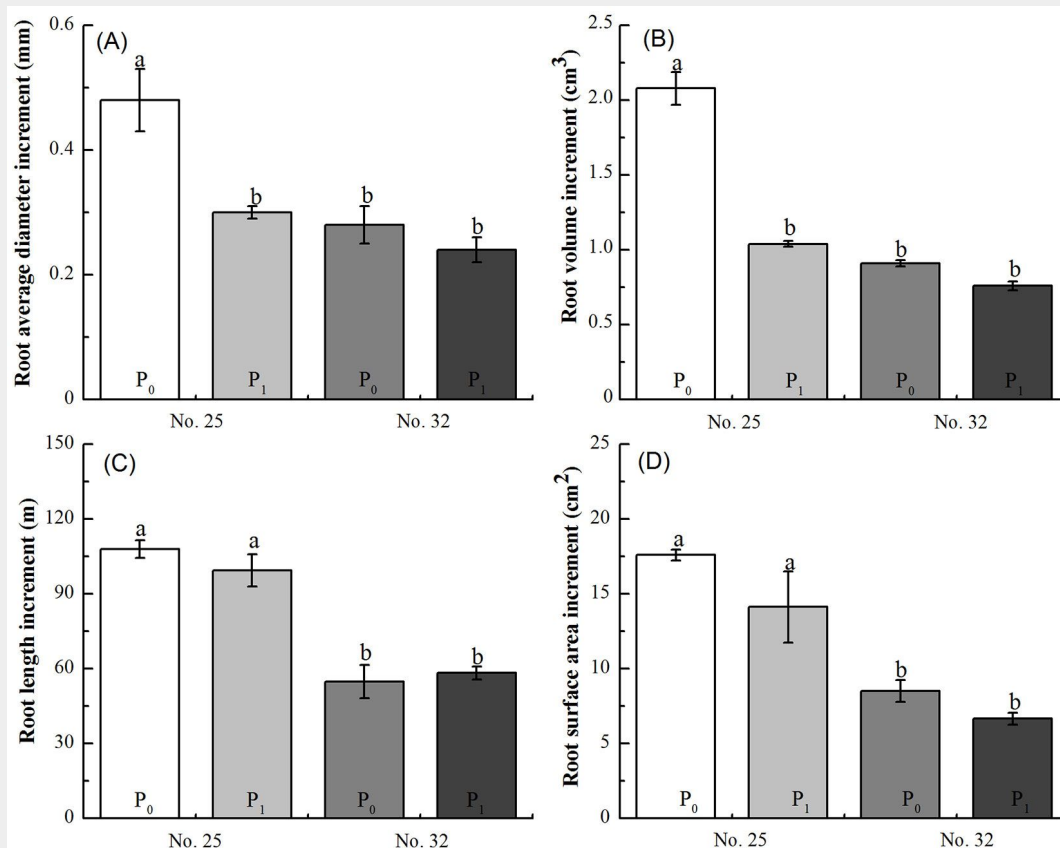 (A)
Root average diameter increment (mm)
0.6
0.4
0.2
0
a
b
b
b
P0
P1
P0
P1
No. 25
No. 32
(B)
Root volume increment (cm3)
2.5
2.0
1.5
1.0
0.5
0
a
b
b
b
P0
P1
P0
P1
No. 25
No. 32
(C)
Root length increment (m)
150
120
90
60
30
0
a
a
b
b
P0
P1
P0
P1
No. 25
No. 32
(D)
Root surface area increment (cm2)
25
20
15
10
5
0
a
a
b
b
P0
P1
P0
P1
No. 25
No. 32